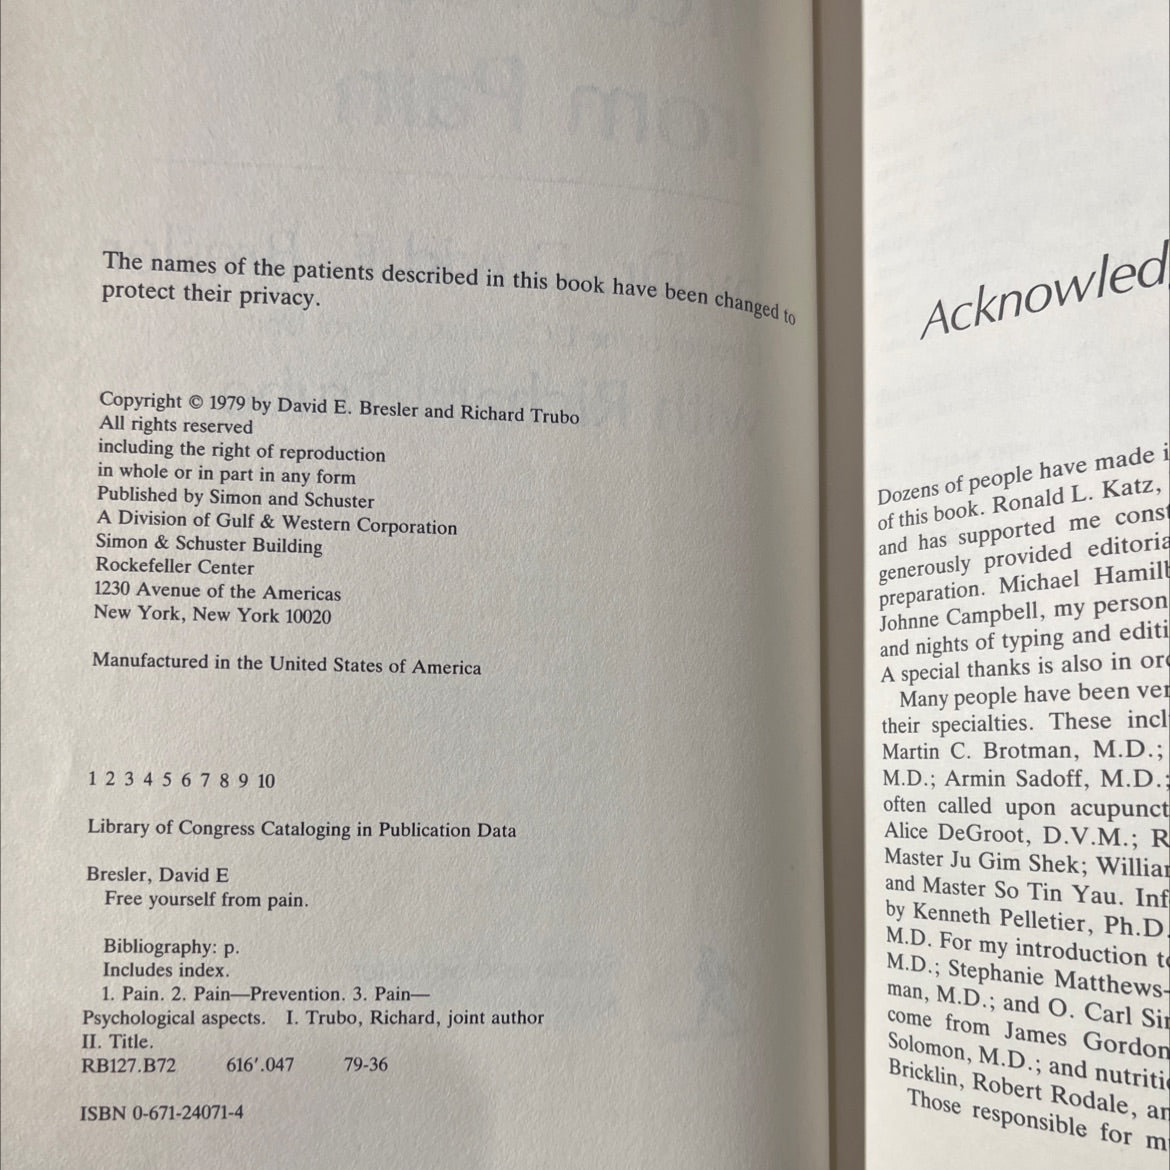 The names of the patients described in this book have been changed to
protect their privacy.
Copyright © 1979 by David E. Bresler and Richard Trubo
All rights reserved
including the right of reproduction
in whole or in part in any form
Published by Simon and Schuster
A Division of Gulf & Western Corporation
Simon & Schuster Building
Rockefeller Center
1230 Avenue of the Americas
New York, New York 10020
Manufactured in the United States of America
1 2 3 4 5 6 7 8 9 10
Library of Congress Cataloging in Publication Data
Bresler, David E
Free yourself from pain.
Bibliography: p.
Includes index.
1. Pain. 2. Pain—Prevention. 3. Pain—
Psychological aspects. I. Trubo, Richard, joint author
II. Title.
RB127.B72 616′.047 79-36
ISBN 0-671-24071-4
Acknowled
Dozens of people have made i
of this book. Ronald L. Katz,
and has supported me const
generously provided editoria
preparation. Michael Hamilt
Johnne Campbell, my person
and nights of typing and editi
A special thanks is also in ord
Many people have been ver
their specialties. These incl
Martin C. Brotman, M.D.;
M.D.; Armin Sadoff, M.D.;
often called upon acupunct
Alice DeGroot, D.V.M.; R
Master Ju Gim Shek; Willia
and Master So Tin Yau. Inf
by Kenneth Pelletier, Ph.D.
M.D. For my introduction to
M.D.; Stephanie Matthews-
man, M.D.; and O. Carl Sim
come from James Gordon
Solomon, M.D.; and nutriti
Bricklin, Robert Rodale, an
Those responsible for m